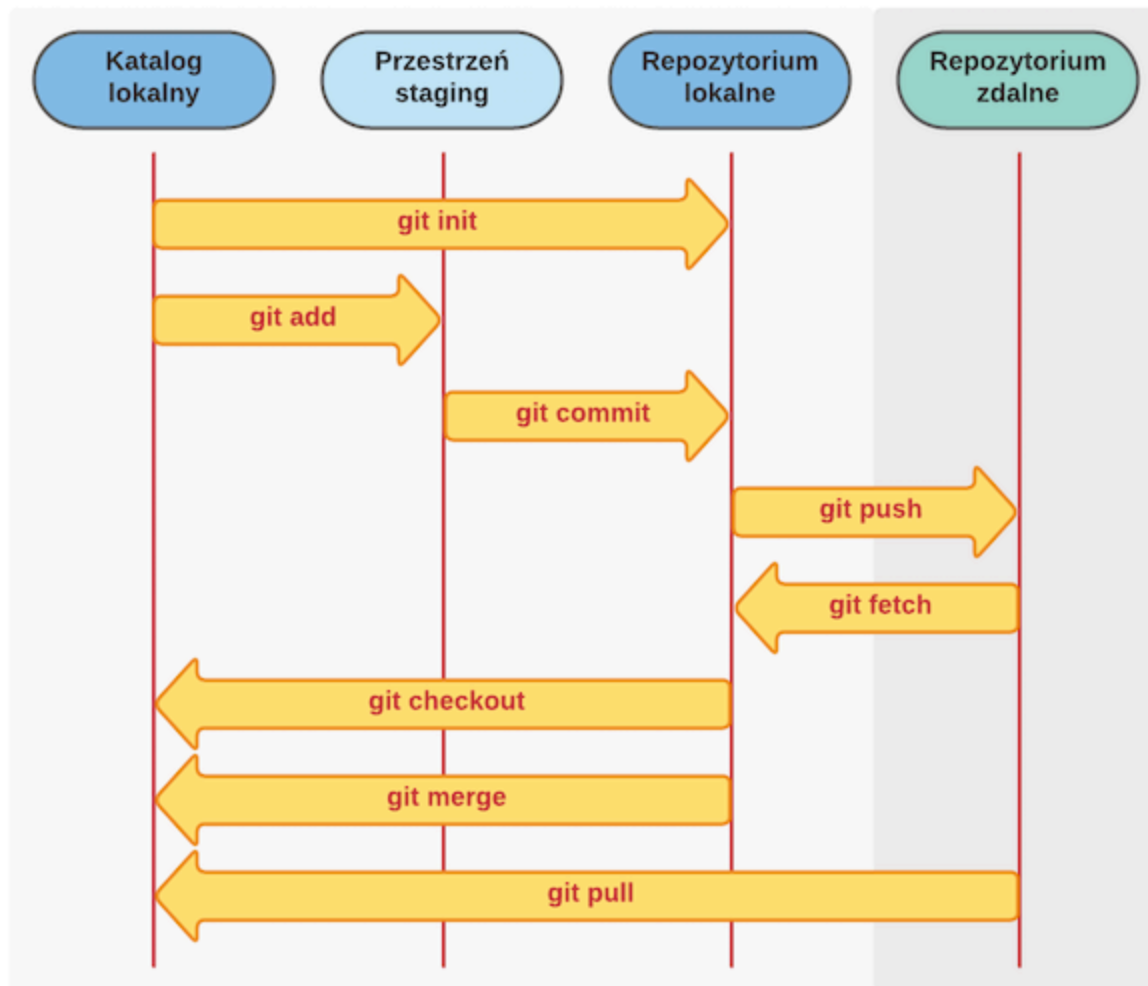 Katalog
lokalny
Przestrzeń
staging
Repozytorium
lokalne
Repozytorium
zdalne
git init
git add
git commit
git push
git fetch
git checkout
git merge
git pull